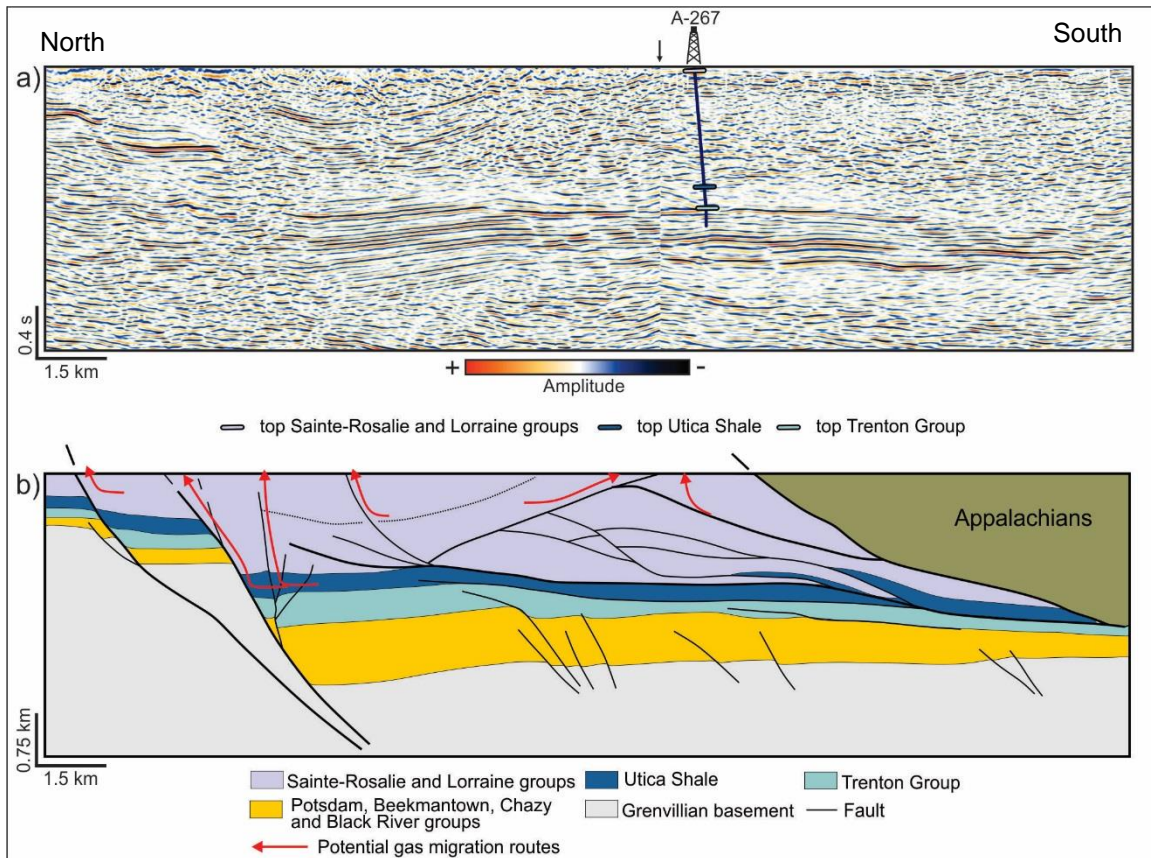 A-267
North
South
a)
0.4 s
1.5 km
+
-
Amplitude
top Sainte-Rosalie and Lorraine groups top Utica Shale top Trenton Group
b)
Appalachians
0.75 km
1.5 km
Sainte-Rosalie and Lorraine groups Utica Shale Trenton Group
Potsdam, Beekmantown, Chazy
and Black River groups
Grenvillian basement Fault
Potential gas migration routes